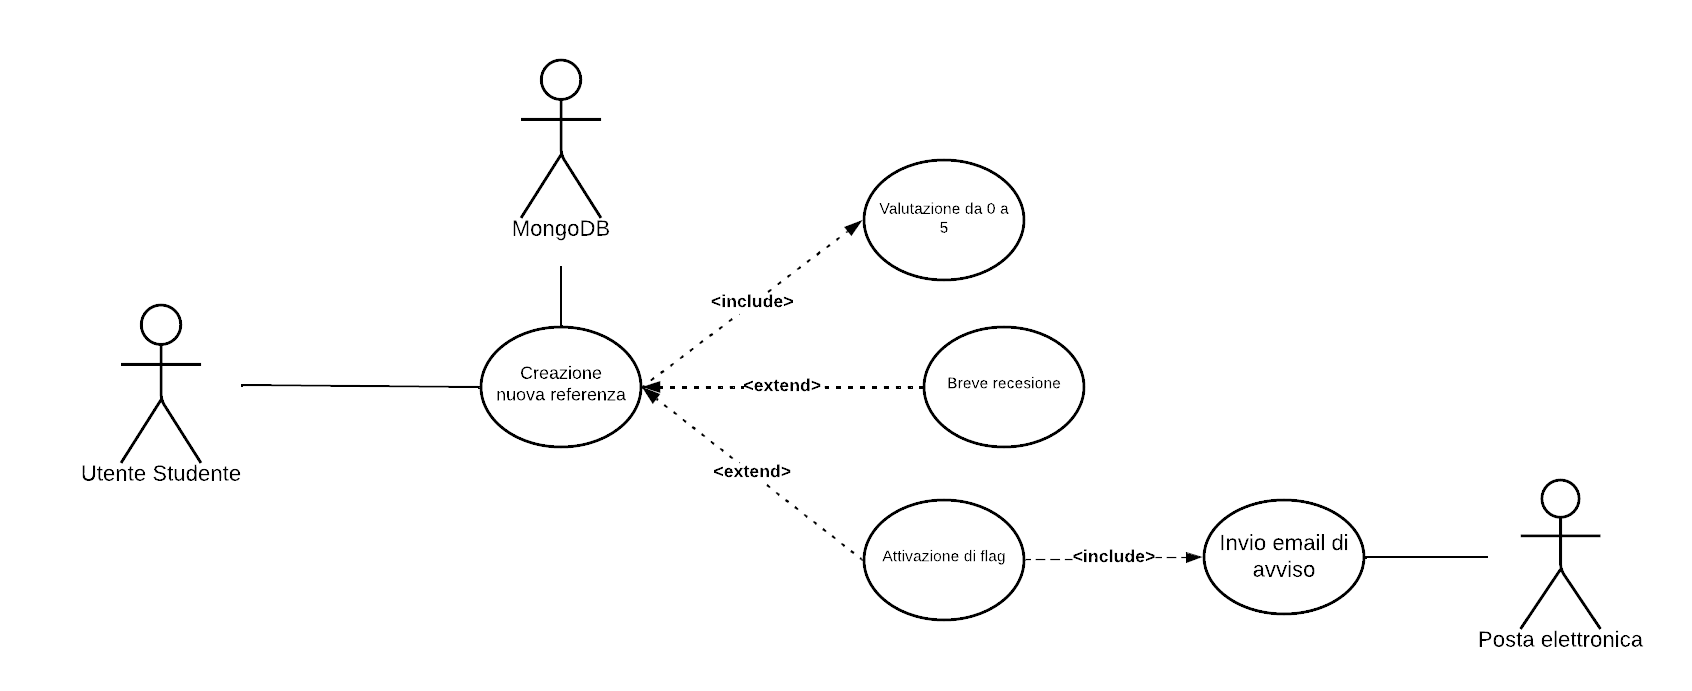 MongoDB
Valutazione da 0 a
5
<include>
Creazione
nuova referenza
<extend>
Breve recesione
Utente Studente
<extend>
Attivazione di flag
<include>
Invio email di
avviso
Posta elettronica